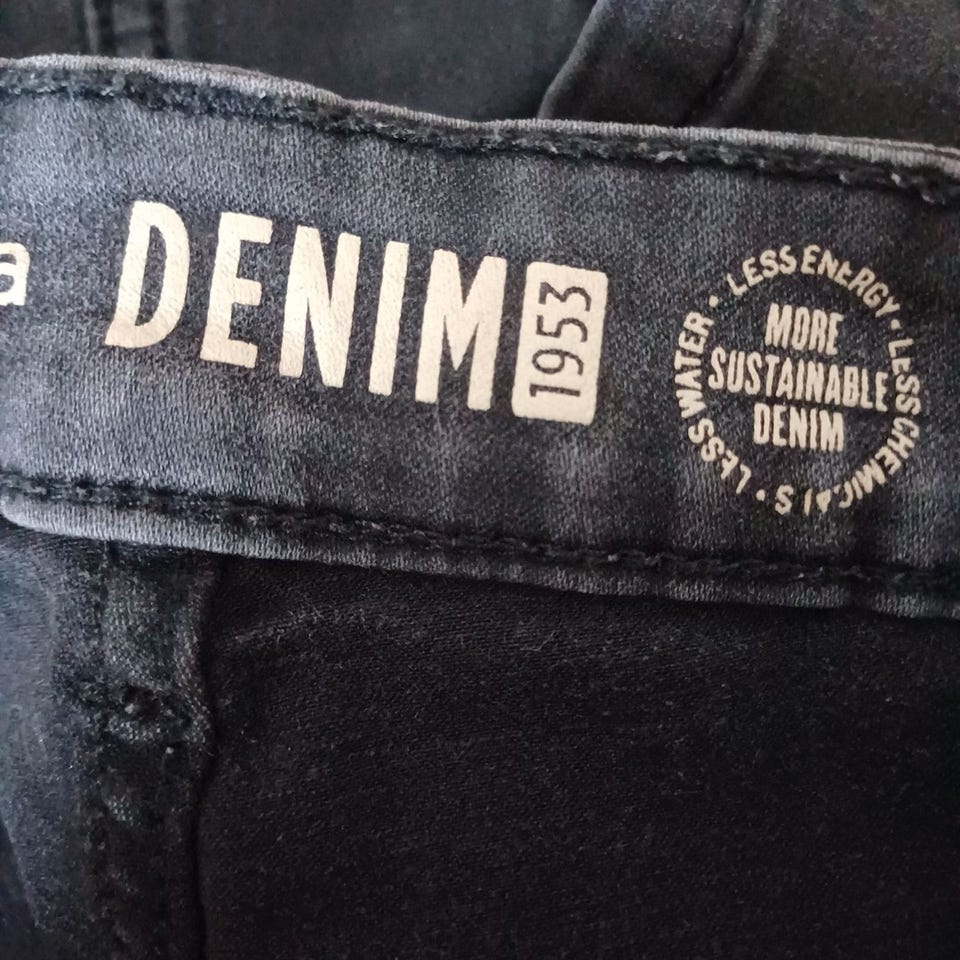 a
DENIM
1953
LESS ENERGY • LESS CHEMICALS • LESS WATER •
MORE
SUSTAINABLE
DENIM